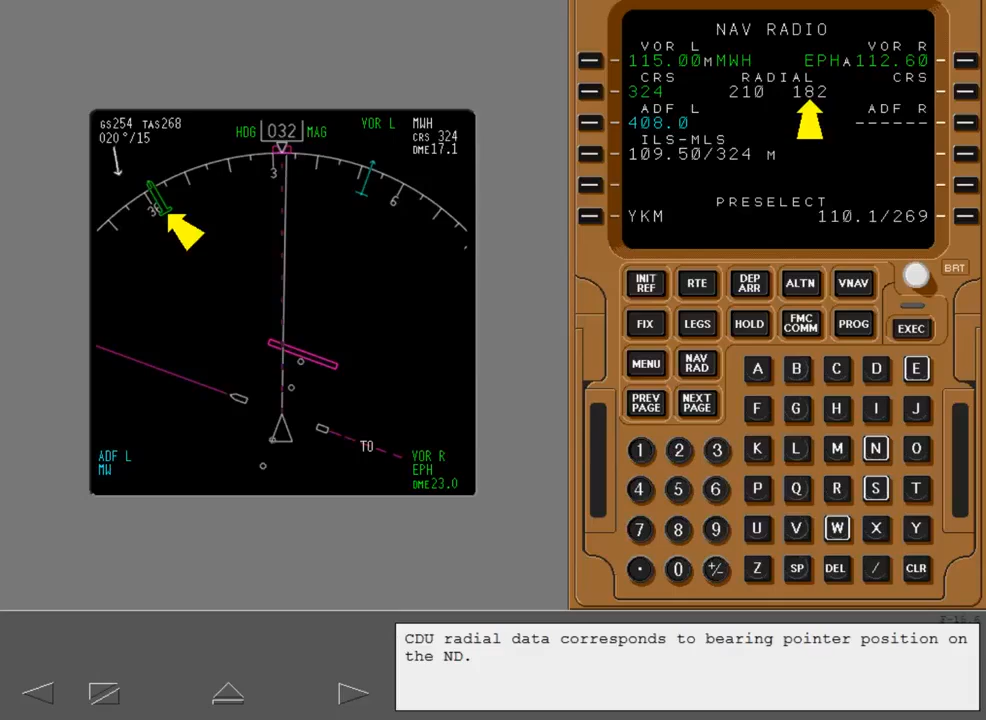 GS254 TAS268
020°/15
HDG 032 MAG
VOR L
MWH
CRS 324
DME17.1
36
3
6
TO
ADF L
MW
VOR R
EPH
DME23.0
NAV RADIO
VOR L VOR R
115.00M MWH EPH A112.60
CRS RADIAL CRS
324 210 182
ADF L ADF R
408.0 ------
ILS-MLS
109.50/324 M
PRESELECT
YKM 110.1/269
BRT
INIT REF
RTE
DEP ARR
ALTN
VNAV
FIX
LEGS
HOLD
FMC COMM
PROG
EXEC
MENU
NAV RAD
PREV PAGE
NEXT PAGE
A B C D E
F G H I J
K L M N O
P Q R S T
U V W X Y
Z SP DEL / CLR
1 2 3
4 5 6
7 8 9
. 0 +/-
CDU radial data corresponds to bearing pointer position on
the ND.